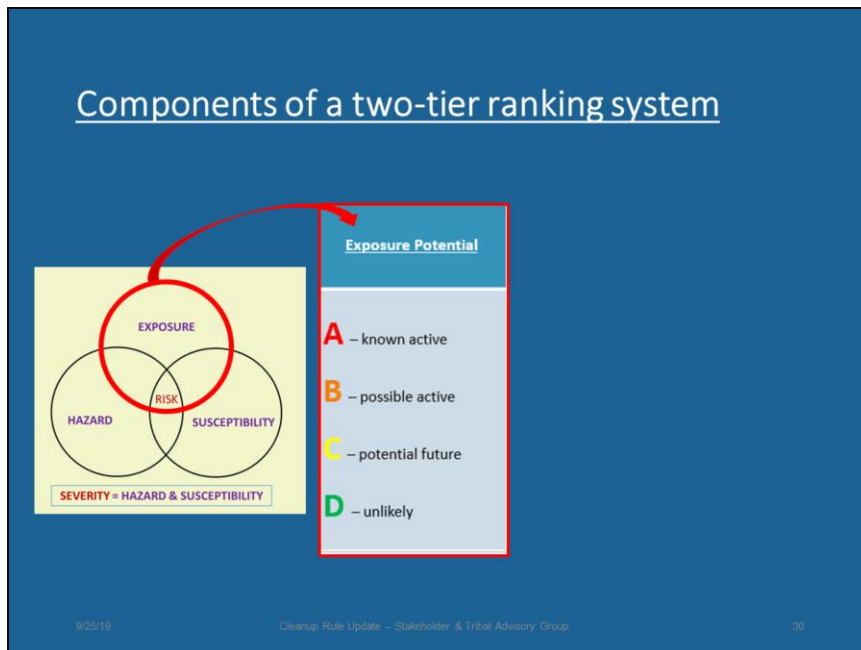 Components of a two-tier ranking system
EXPOSURE
RISK
HAZARD
SUSCEPTIBILITY
SEVERITY = HAZARD & SUSCEPTIBILITY
Exposure Potential
A – known active
B – possible active
C – potential future
D – unlikely
9/25/19
Cleanup Rule Update – Stakeholder & Tribal Advisory Group
30